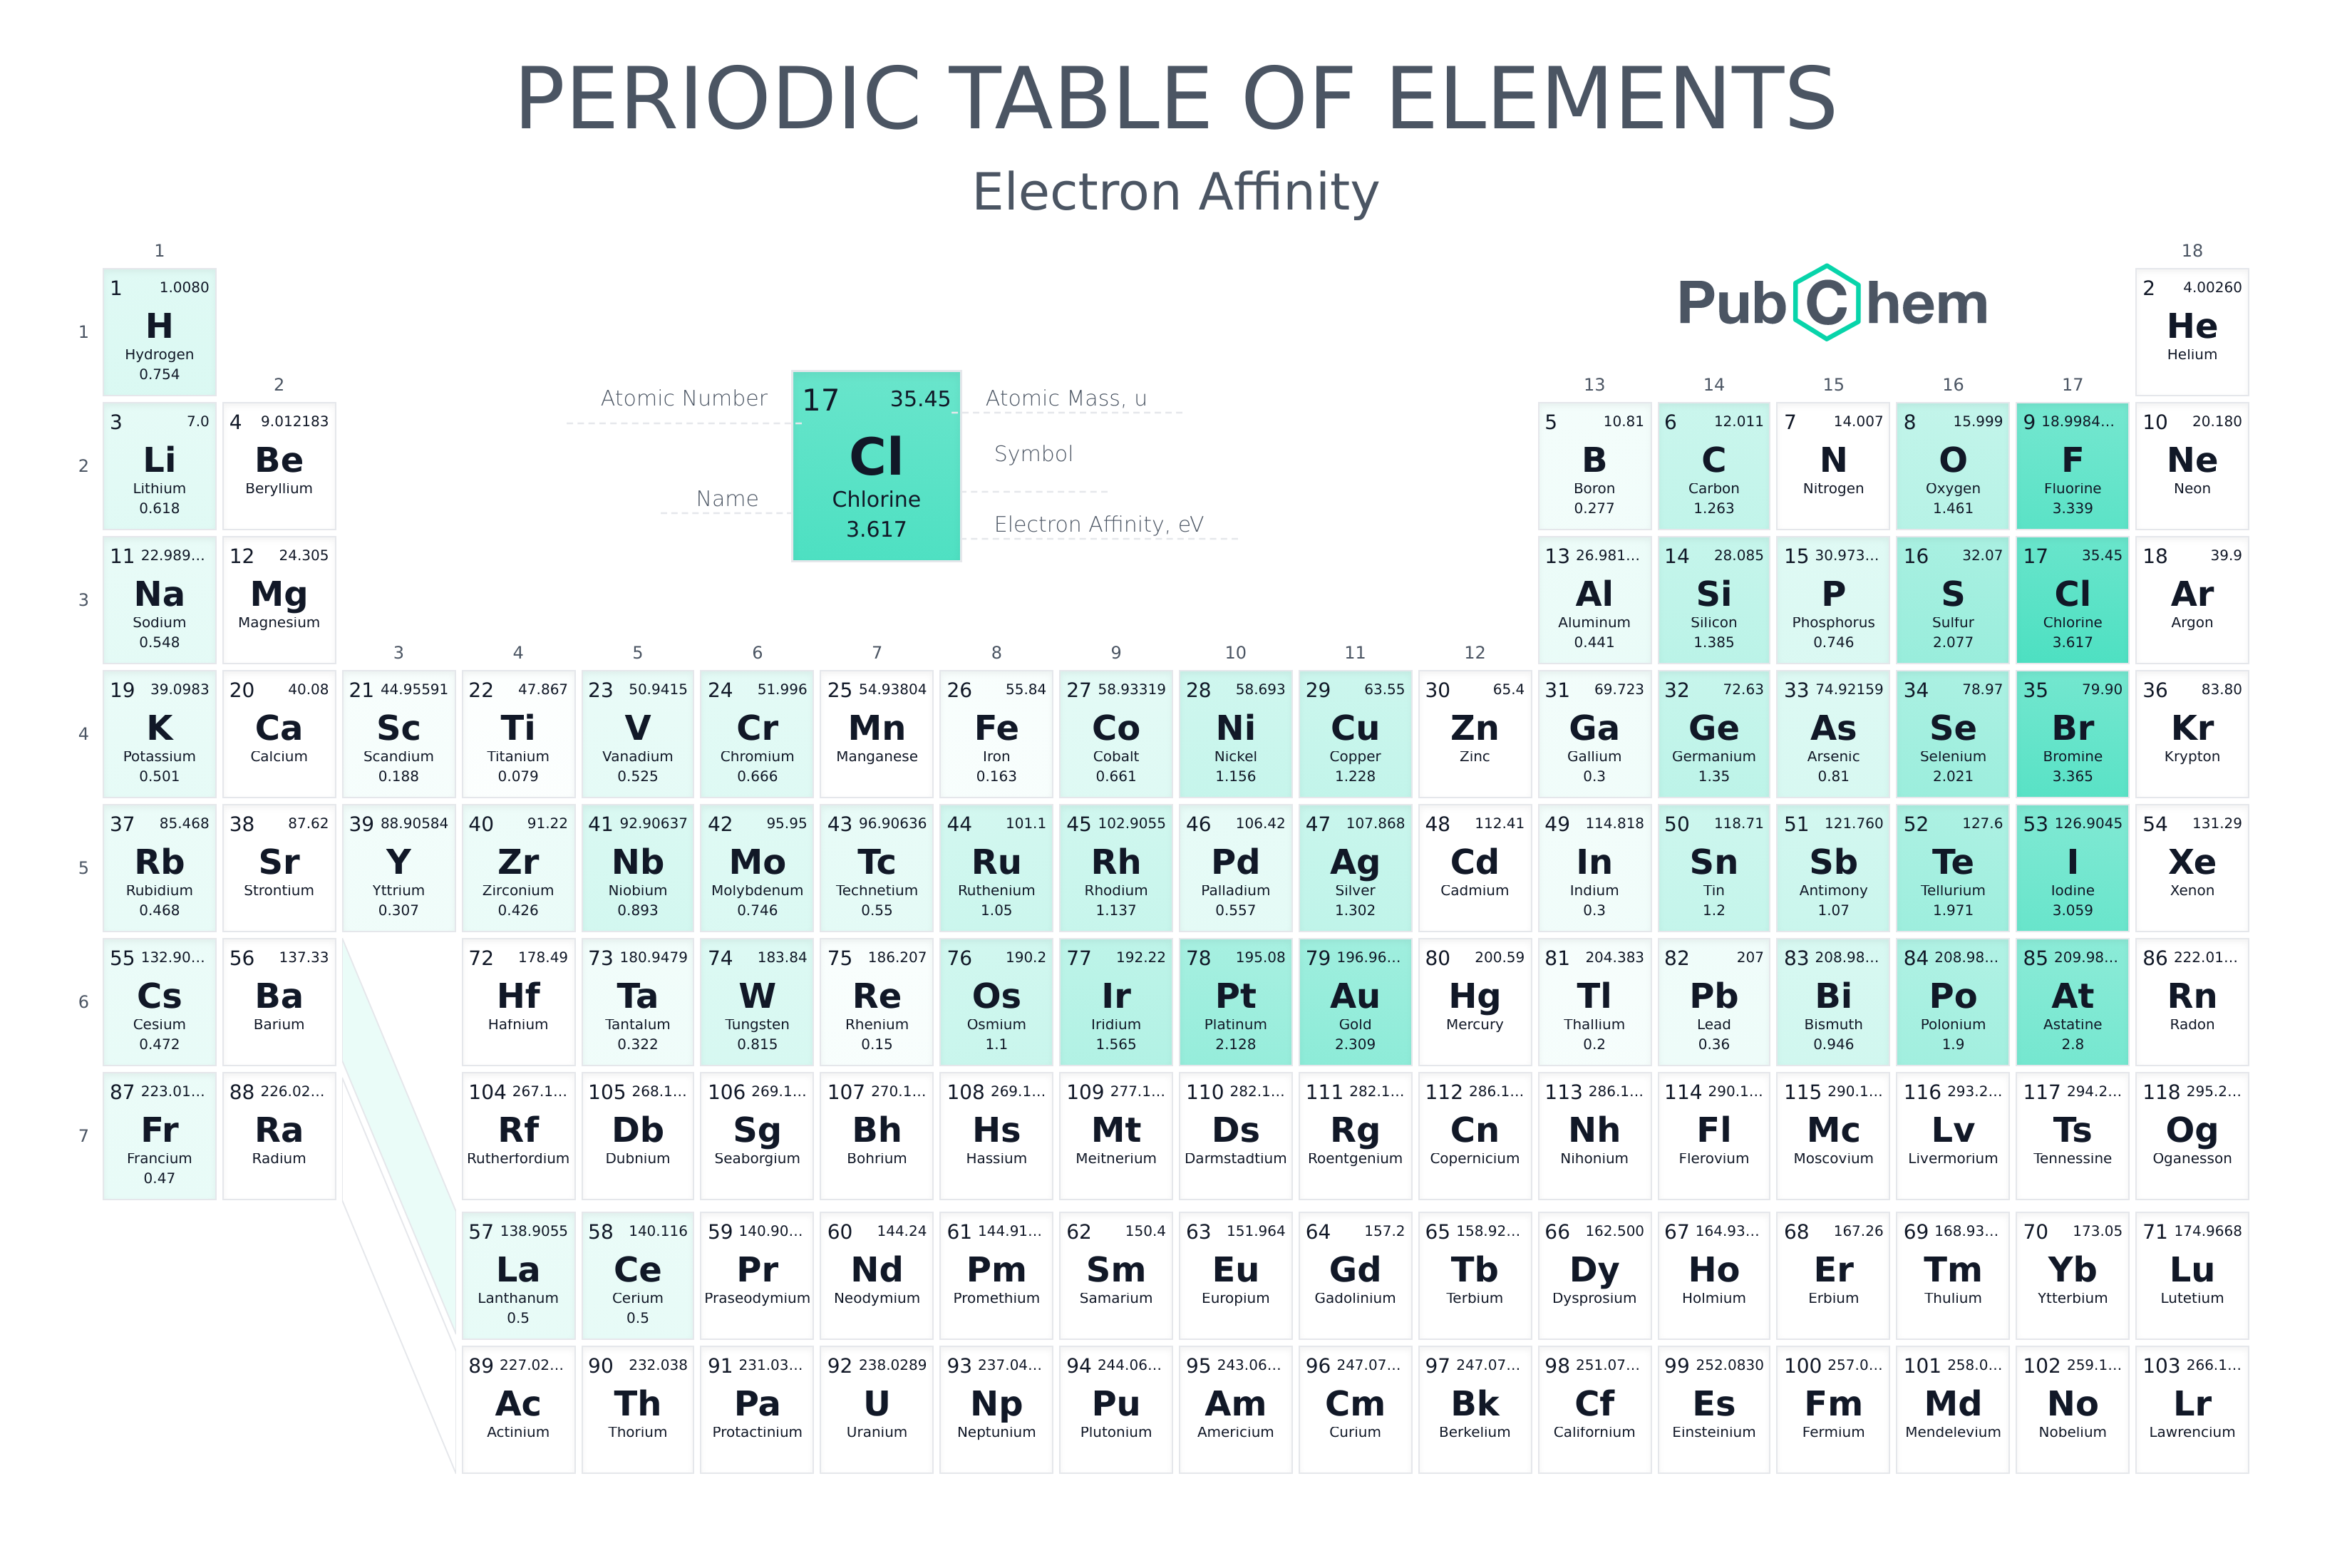 PERIODIC TABLE OF ELEMENTS
Electron Affinity
1 18
PubChem
1 1 1.0080 H Hydrogen 0.754
2 4.00260 He Helium
Atomic Number
Name
17 35.45
Cl
Chlorine
3.617
Atomic Mass, u
Symbol
Electron Affinity, eV
2 13 14 15 16 17
2
3 7.0 Li Lithium 0.618
4 9.012183 Be Beryllium
5 10.81 B Boron 0.277
6 12.011 C Carbon 1.263
7 14.007 N Nitrogen
8 15.999 O Oxygen 1.461
9 18.9984... F Fluorine 3.339
10 20.180 Ne Neon
3
11 22.989... Na Sodium 0.548
12 24.305 Mg Magnesium
13 26.981... Al Aluminum 0.441
14 28.085 Si Silicon 1.385
15 30.973... P Phosphorus 0.746
16 32.07 S Sulfur 2.077
17 35.45 Cl Chlorine 3.617
18 39.9 Ar Argon
3 4 5 6 7 8 9 10 11 12
4
19 39.0983 K Potassium 0.501
20 40.08 Ca Calcium
21 44.95591 Sc Scandium 0.188
22 47.867 Ti Titanium 0.079
23 50.9415 V Vanadium 0.525
24 51.996 Cr Chromium 0.666
25 54.93804 Mn Manganese
26 55.84 Fe Iron 0.163
27 58.93319 Co Cobalt 0.661
28 58.693 Ni Nickel 1.156
29 63.55 Cu Copper 1.228
30 65.4 Zn Zinc
31 69.723 Ga Gallium 0.3
32 72.63 Ge Germanium 1.35
33 74.92159 As Arsenic 0.81
34 78.97 Se Selenium 2.021
35 79.90 Br Bromine 3.365
36 83.80 Kr Krypton
5
37 85.468 Rb Rubidium 0.468
38 87.62 Sr Strontium
39 88.90584 Y Yttrium 0.307
40 91.22 Zr Zirconium 0.426
41 92.90637 Nb Niobium 0.893
42 95.95 Mo Molybdenum 0.746
43 96.90636 Tc Technetium 0.55
44 101.1 Ru Ruthenium 1.05
45 102.9055 Rh Rhodium 1.137
46 106.42 Pd Palladium 0.557
47 107.868 Ag Silver 1.302
48 112.41 Cd Cadmium
49 114.818 In Indium 0.3
50 118.71 Sn Tin 1.2
51 121.760 Sb Antimony 1.07
52 127.6 Te Tellurium 1.971
53 126.9045 I Iodine 3.059
54 131.29 Xe Xenon
6
55 132.90... Cs Cesium 0.472
56 137.33 Ba Barium
72 178.49 Hf Hafnium
73 180.9479 Ta Tantalum 0.322
74 183.84 W Tungsten 0.815
75 186.207 Re Rhenium 0.15
76 190.2 Os Osmium 1.1
77 192.22 Ir Iridium 1.565
78 195.08 Pt Platinum 2.128
79 196.96... Au Gold 2.309
80 200.59 Hg Mercury
81 204.383 Tl Thallium 0.2
82 207 Pb Lead 0.36
83 208.98... Bi Bismuth 0.946
84 208.98... Po Polonium 1.9
85 209.98... At Astatine 2.8
86 222.01... Rn Radon
7
87 223.01... Fr Francium 0.47
88 226.02... Ra Radium
104 267.1... Rf Rutherfordium
105 268.1... Db Dubnium
106 269.1... Sg Seaborgium
107 270.1... Bh Bohrium
108 269.1... Hs Hassium
109 277.1... Mt Meitnerium
110 282.1... Ds Darmstadtium
111 282.1... Rg Roentgenium
112 286.1... Cn Copernicium
113 286.1... Nh Nihonium
114 290.1... Fl Flerovium
115 290.1... Mc Moscovium
116 293.2... Lv Livermorium
117 294.2... Ts Tennessine
118 295.2... Og Oganesson
57 138.9055 La Lanthanum 0.5
58 140.116 Ce Cerium 0.5
59 140.90... Pr Praseodymium
60 144.24 Nd Neodymium
61 144.91... Pm Promethium
62 150.4 Sm Samarium
63 151.964 Eu Europium
64 157.2 Gd Gadolinium
65 158.92... Tb Terbium
66 162.500 Dy Dysprosium
67 164.93... Ho Holmium
68 167.26 Er Erbium
69 168.93... Tm Thulium
70 173.05 Yb Ytterbium
71 174.9668 Lu Lutetium
89 227.02... Ac Actinium
90 232.038 Th Thorium
91 231.03... Pa Protactinium
92 238.0289 U Uranium
93 237.04... Np Neptunium
94 244.06... Pu Plutonium
95 243.06... Am Americium
96 247.07... Cm Curium
97 247.07... Bk Berkelium
98 251.07... Cf Californium
99 252.0830 Es Einsteinium
100 257.0... Fm Fermium
101 258.0... Md Mendelevium
102 259.1... No Nobelium
103 266.1... Lr Lawrencium